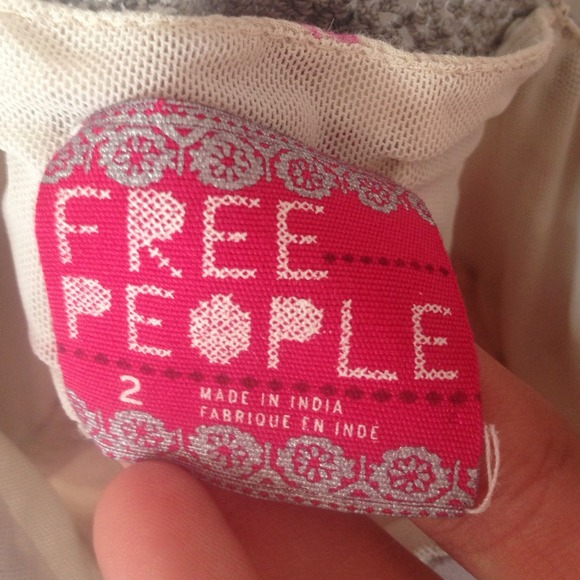 FREE
PEOPLE
2
MADE IN INDIA
FABRIQUE EN INDE